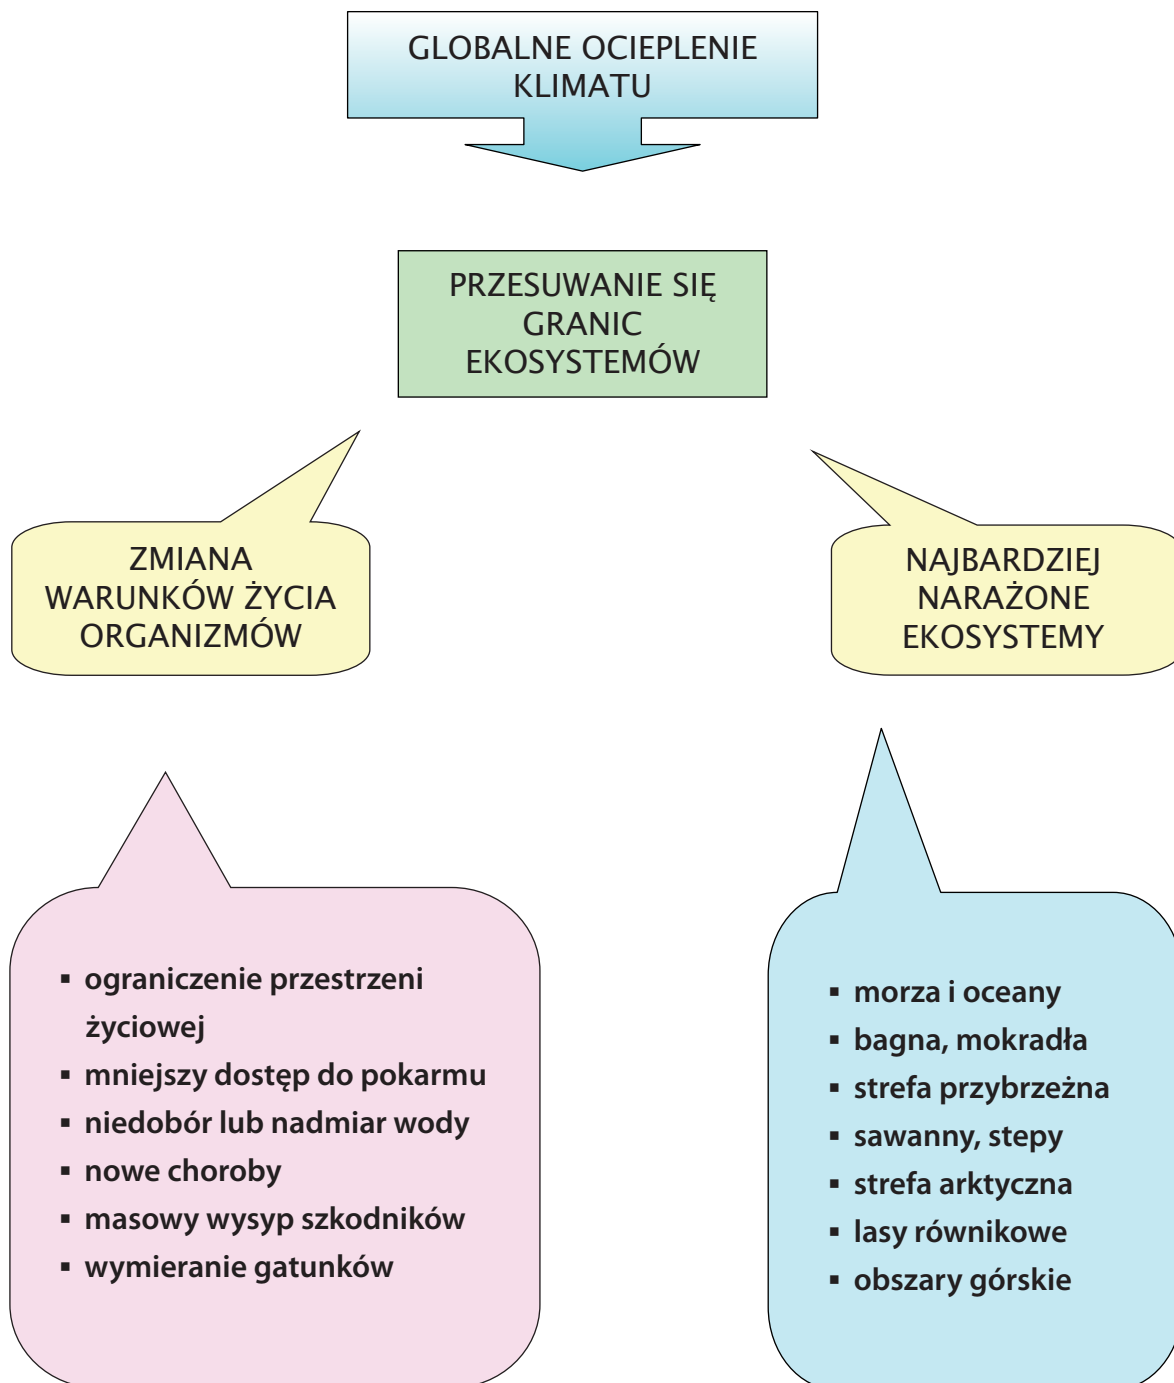 GLOBALNE OCIEPLENIE
KLIMATU
PRZESUWANIE SIĘ
GRANIC
EKOSYSTEMÓW
ZMIANA
WARUNKÓW ŻYCIA
ORGANIZMÓW
NAJBARDZIEJ
NARAŻONE
EKOSYSTEMY
▪ ograniczenie przestrzeni
życiowej
▪ mniejszy dostęp do pokarmu
▪ niedobór lub nadmiar wody
▪ nowe choroby
▪ masowy wysyp szkodników
▪ wymieranie gatunków
▪ morza i oceany
▪ bagna, mokradła
▪ strefa przybrzeżna
▪ sawanny, stepy
▪ strefa arktyczna
▪ lasy równikowe
▪ obszary górskie